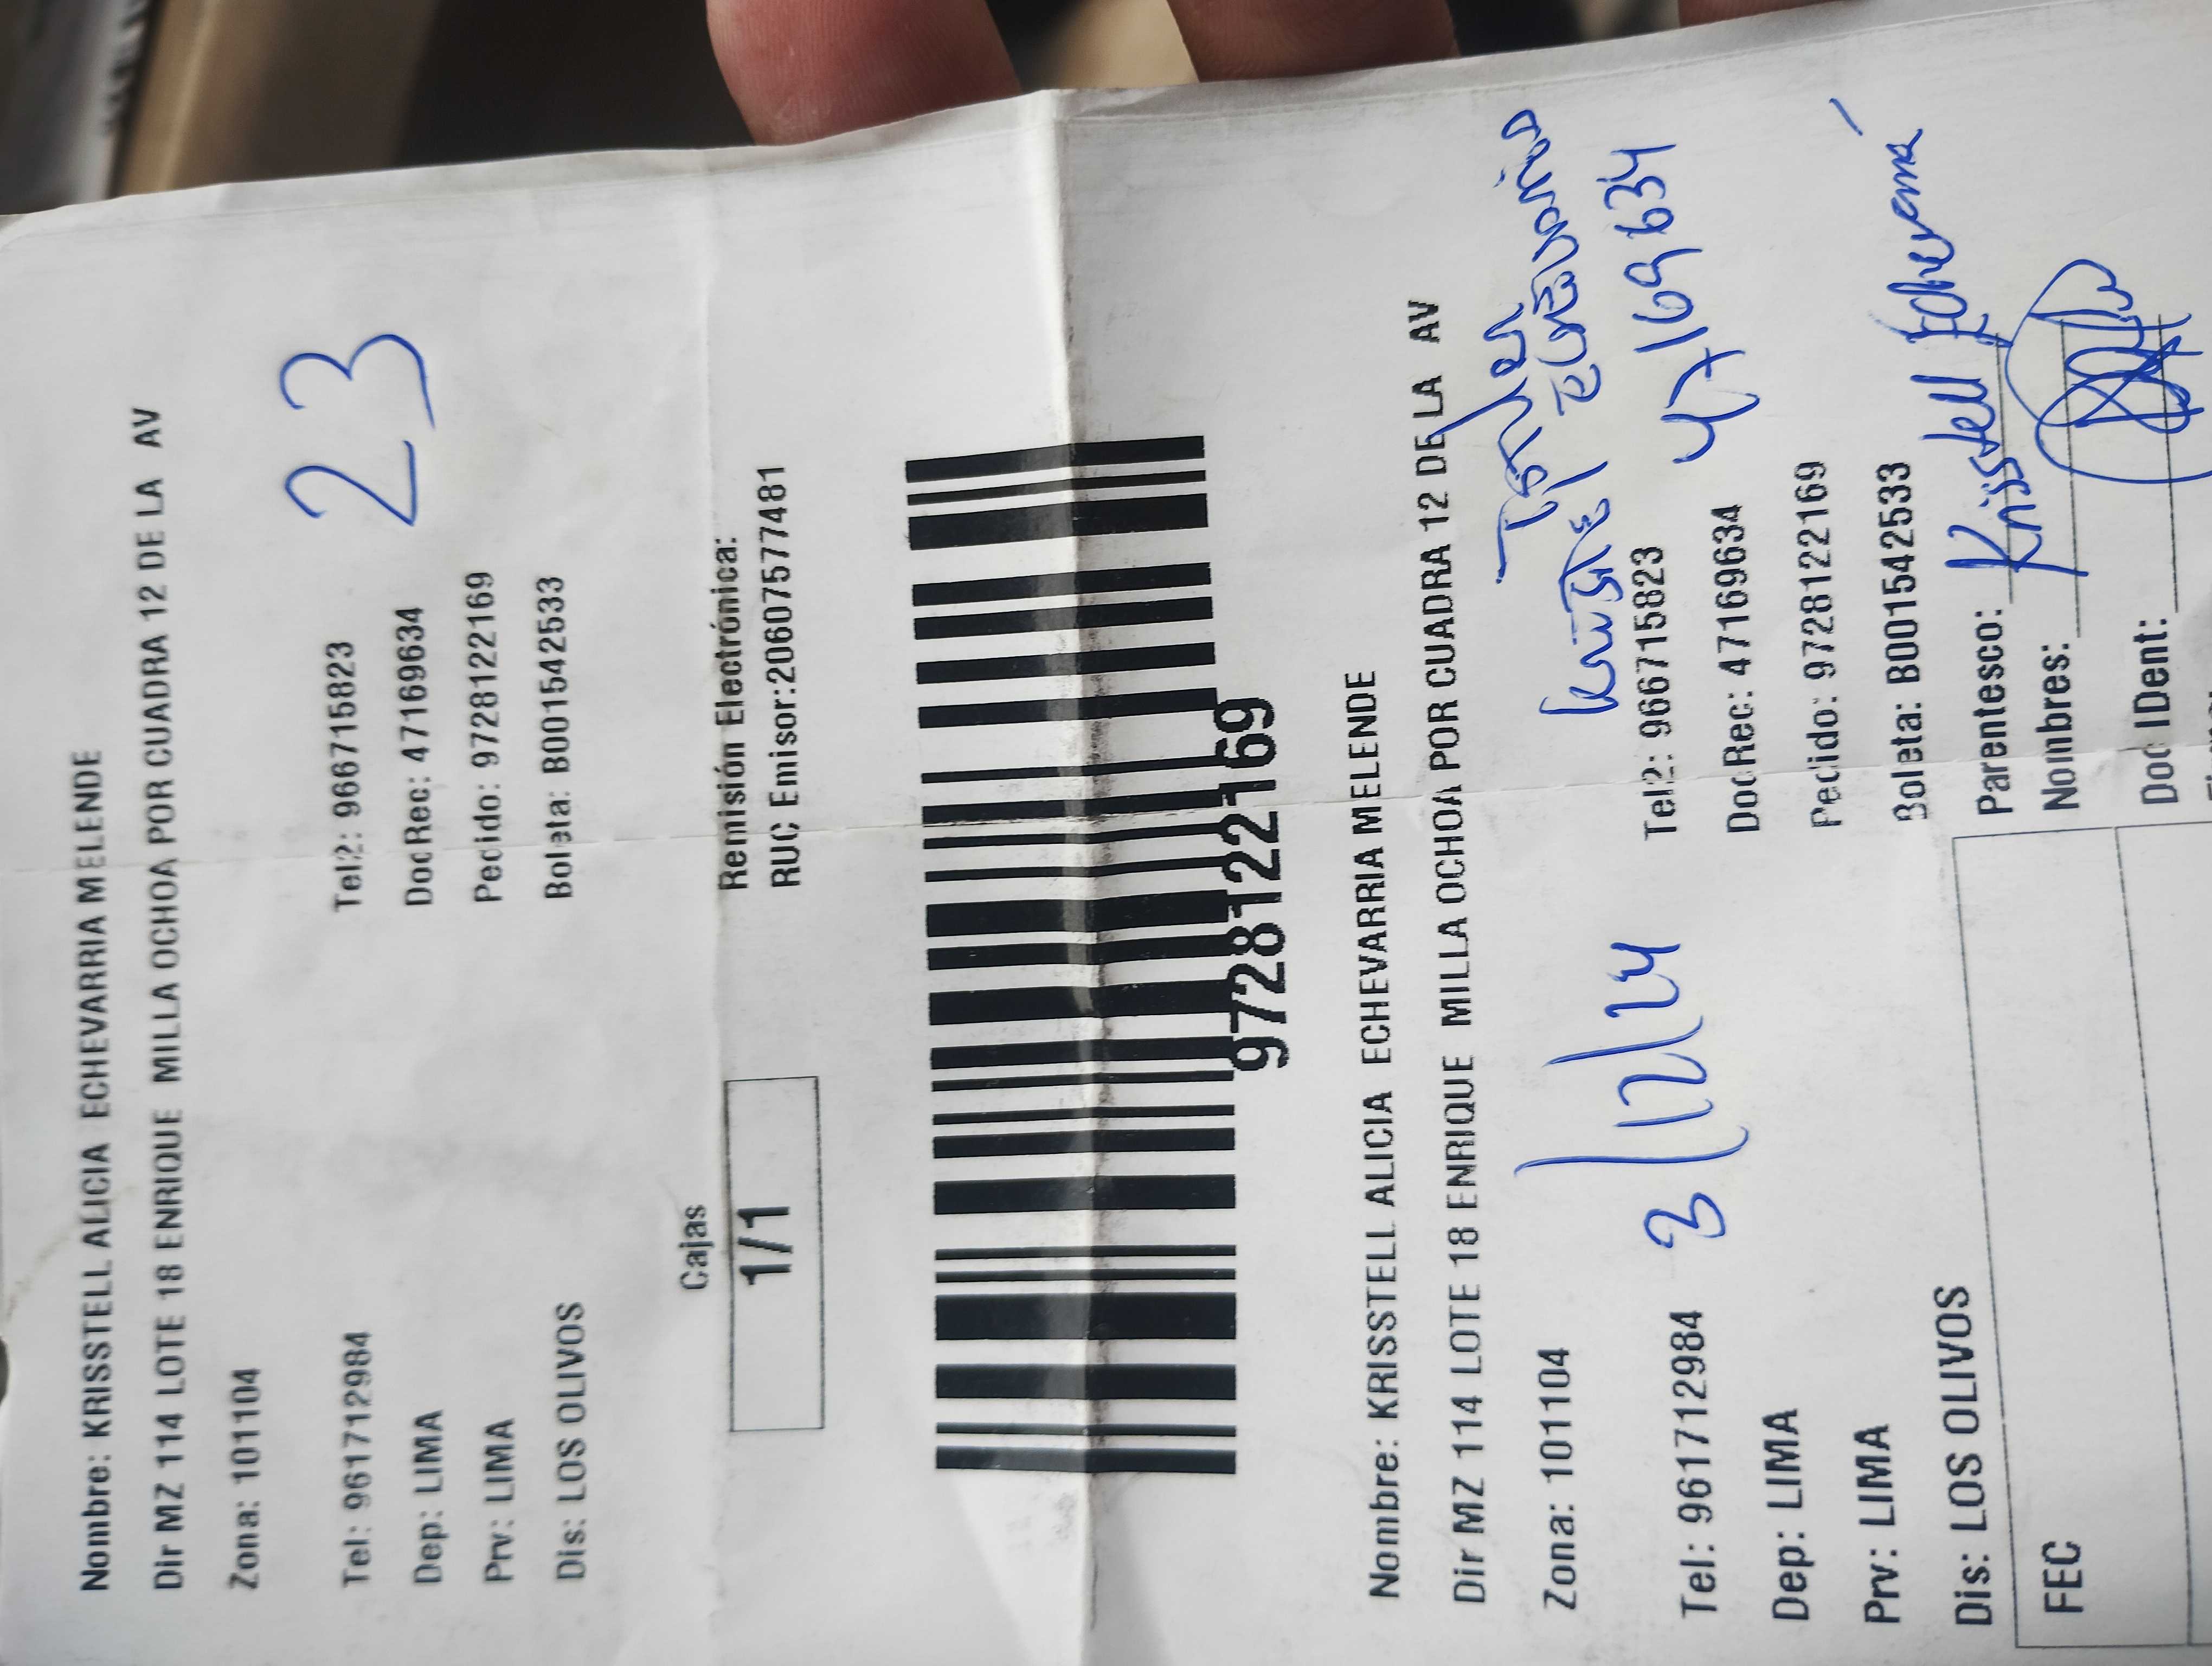 Nombre: KRISSTELL ALICIA ECHEVARRIA MELENDE
Dir MZ 114 LOTE 18 ENRIQUE MILLA OCHOA POR CUADRA 12 DE LA AV
Zona: 101104
23
Tel: 961712984 Tel2: 966715823
Dep: LIMA DocRec: 47169634
Prv: LIMA Pedido: 9728122169
Dis: LOS OLIVOS Boleta: B001542533
Cajas
1/1
Remisión Electrónica:
RUC Emisor:20607577481
9728122169
Nombre: KRISSTELL ALICIA ECHEVARRIA MELENDE
Dir MZ 114 LOTE 18 ENRIQUE MILLA OCHOA POR CUADRA 12 DE LA AV
Zona: 101104
3/12/24
47169634
Tel: 961712984 Tel2: 966715823
Dep: LIMA DocRec: 47169634
Prv: LIMA Pedido: 9728122169
Dis: LOS OLIVOS Boleta: B001542533
FEC
Parentesco: Krisstell
Nombres:
Doc IDent: